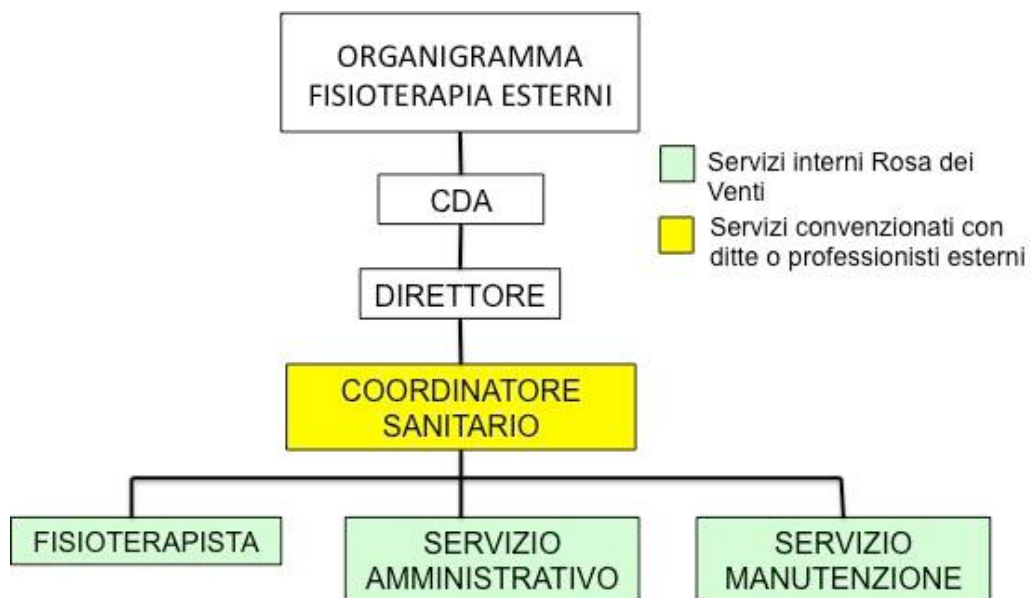 ORGANIGRAMMA
FISIOTERAPIA ESTERNI
Servizi interni Rosa dei
Venti
CDA
Servizi convenzionati con
ditte o professionisti esterni
DIRETTORE
COORDINATORE
SANITARIO
FISIOTERAPISTA
SERVIZIO
AMMINISTRATIVO
SERVIZIO
MANUTENZIONE